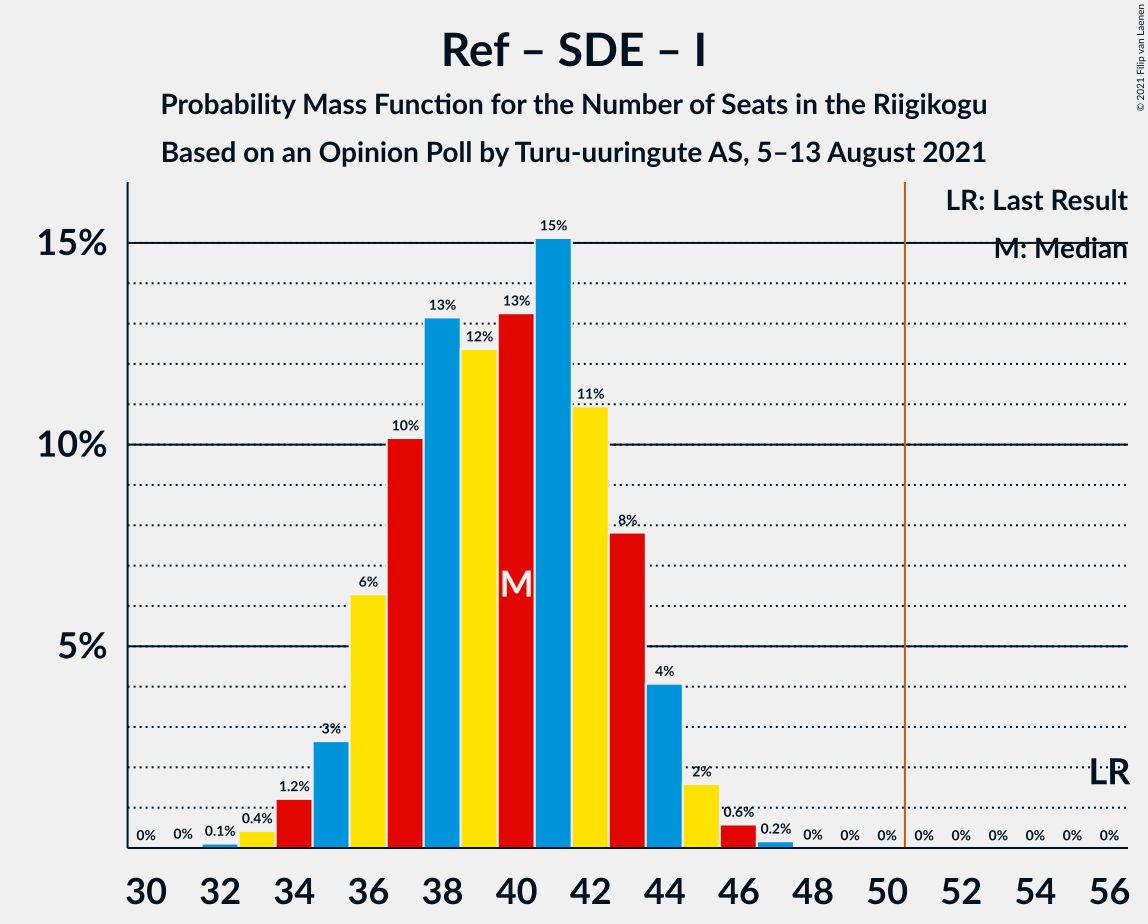 Ref – SDE – I
Probability Mass Function for the Number of Seats in the Riigikogu
Based on an Opinion Poll by Turu-uuringute AS, 5–13 August 2021
© 2021 Filip van Laenen
LR: Last Result
M: Median
15%
10%
5%
0% 0% 0.1% 0.4% 1.2% 3% 6% 10% 13% 12% 13% 15% 11% 8% 4% 2% 0.6% 0.2% 0% 0% 0% 0% 0% 0% 0% 0% 0%
M
LR
30 32 34 36 38 40 42 44 46 48 50 52 54 56